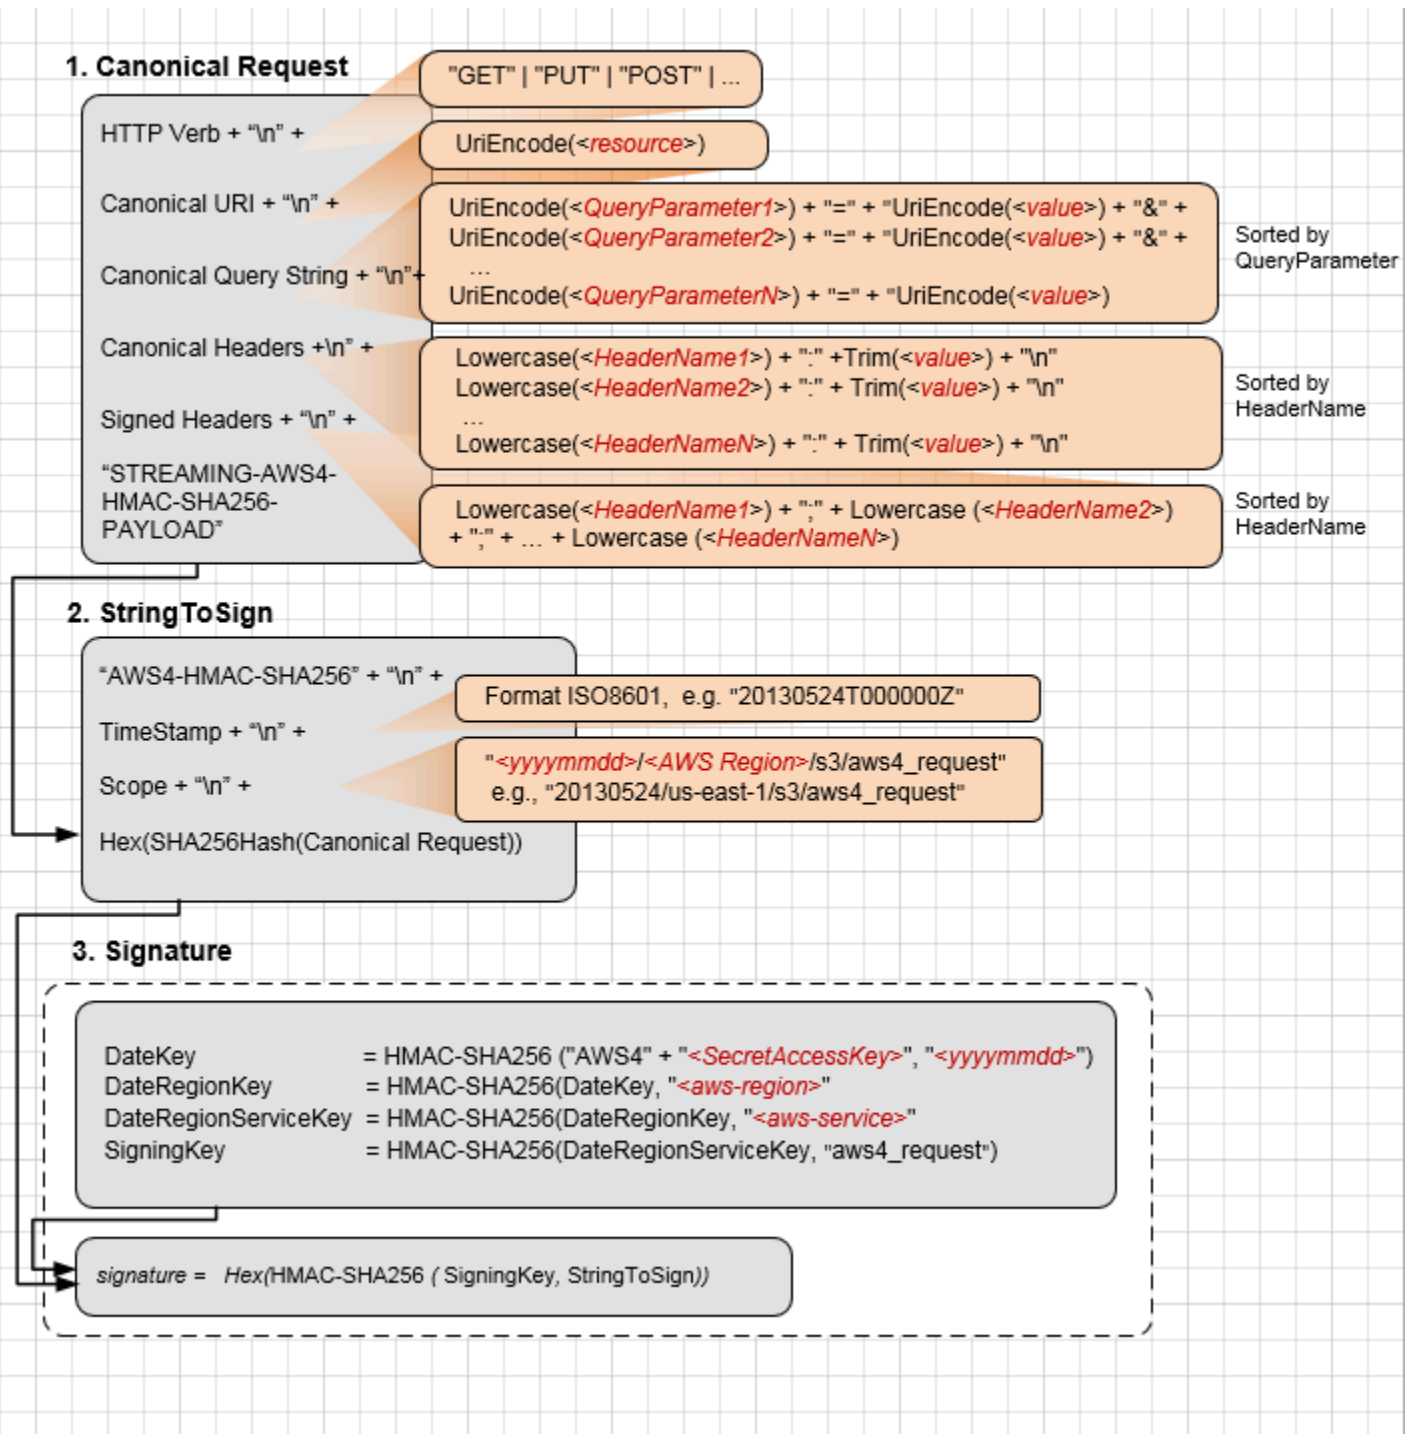 1. Canonical Request
"GET" | "PUT" | "POST" | ...
HTTP Verb + “\n” +
UriEncode(<resource>)
Canonical URI + “\n” +
UriEncode(<QueryParameter1>) + "=" + "UriEncode(<value>) + "&" +
UriEncode(<QueryParameter2>) + "=" + "UriEncode(<value>) + "&" +
...
UriEncode(<QueryParameterN>) + "=" + "UriEncode(<value>)
Sorted by
QueryParameter
Canonical Query String + “\n”+
Canonical Headers +\n” +
Lowercase(<HeaderName1>) + ":" +Trim(<value>) + "\n"
Lowercase(<HeaderName2>) + ":" + Trim(<value>) + "\n"
...
Lowercase(<HeaderNameN>) + ":" + Trim(<value>) + "\n"
Sorted by
HeaderName
Signed Headers + “\n” +
Lowercase(<HeaderName1>) + ";" + Lowercase (<HeaderName2>)
+ ";" + ... + Lowercase (<HeaderNameN>)
Sorted by
HeaderName
“STREAMING-AWS4-
HMAC-SHA256-
PAYLOAD”
2. StringToSign
“AWS4-HMAC-SHA256” + “\n” +
Format ISO8601, e.g. "20130524T000000Z"
TimeStamp + “\n” +
"<yyyymmdd>/<AWS Region>/s3/aws4_request"
e.g., "20130524/us-east-1/s3/aws4_request"
Scope + “\n” +
Hex(SHA256Hash(Canonical Request))
3. Signature
DateKey = HMAC-SHA256 ("AWS4" + "<SecretAccessKey>", "<yyyymmdd>")
DateRegionKey = HMAC-SHA256(DateKey, "<aws-region>"
DateRegionServiceKey = HMAC-SHA256(DateRegionKey, "<aws-service>"
SigningKey = HMAC-SHA256(DateRegionServiceKey, "aws4_request")
signature = Hex(HMAC-SHA256 ( SigningKey, StringToSign))